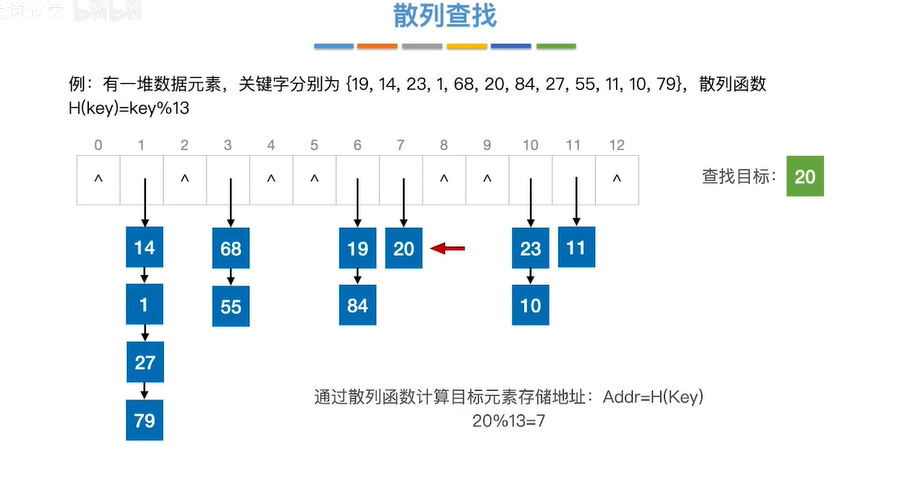 散列查找
例：有一堆数据元素，关键字分别为 {19, 14, 23, 1, 68, 20, 84, 27, 55, 11, 10, 79}，散列函数
H(key)=key%13
0 1 2 3 4 5 6 7 8 9 10 11 12
^ ^ ^ ^ ^ ^ ^
查找目标： 20
14 68 19 20 23 11
1 55 84 10
27
79
通过散列函数计算目标元素存储地址：Addr=H(Key)
20%13=7